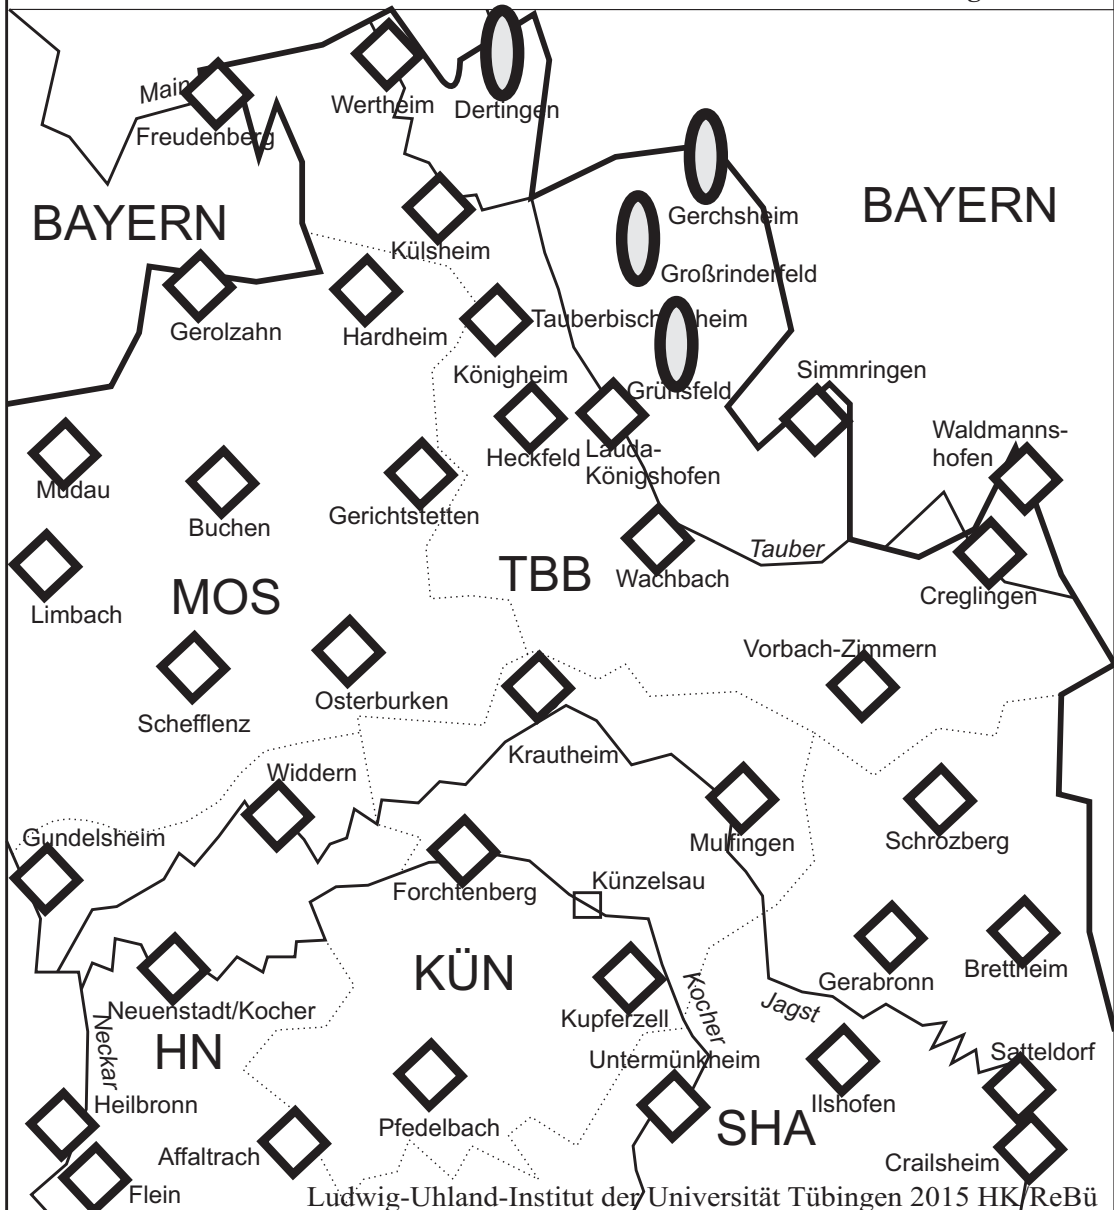 Main
Wertheim
Dertingen
Freudenberg
BAYERN
BAYERN
Gerchsheim
Külsheim
Großrinderfeld
Gerolzahn
Hardheim
Tauberbischofsheim
Königheim
Simmringen
Grünsfeld
Waldmanns-
hofen
Heckfeld
Lauda-
Königshofen
Mudau
Buchen
Gerichtstetten
Tauber
TBB
Wachbach
MOS
Creglingen
Limbach
Vorbach-Zimmern
Osterburken
Schefflenz
Krautheim
Widdern
Gundelsheim
Mulfingen
Schrozberg
Künzelsau
Forchtenberg
KÜN
Brettheim
Gerabronn
Kocher
Jagst
Neuenstadt/Kocher
Kupferzell
Neckar
HN
Untermünkheim
Satteldorf
Heilbronn
Ilshofen
Pfedelbach
SHA
Affaltrach
Crailsheim
Flein
Ludwig-Uhland-Institut der Universität Tübingen 2015 HK/ReBü